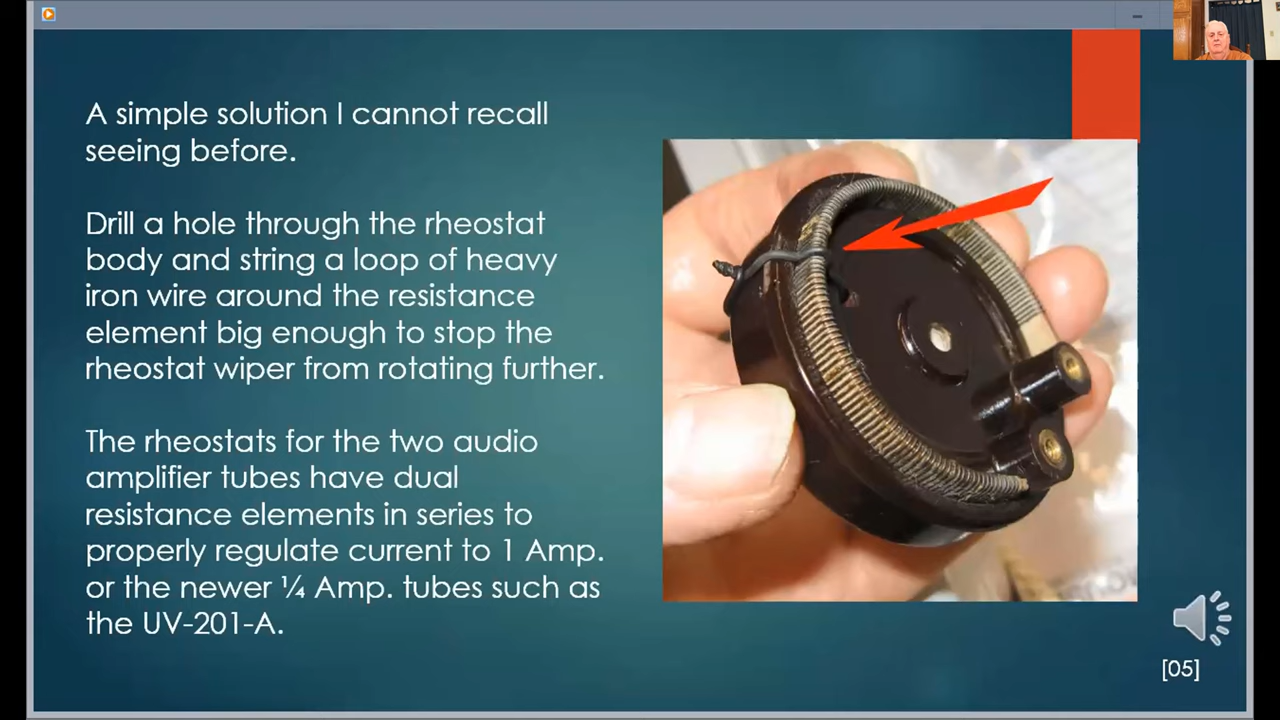 A simple solution I cannot recall
seeing before.
Drill a hole through the rheostat
body and string a loop of heavy
iron wire around the resistance
element big enough to stop the
rheostat wiper from rotating further.
The rheostats for the two audio
amplifier tubes have dual
resistance elements in series to
properly regulate current to 1 Amp.
or the newer ¼ Amp. tubes such as
the UV-201-A.
[05]